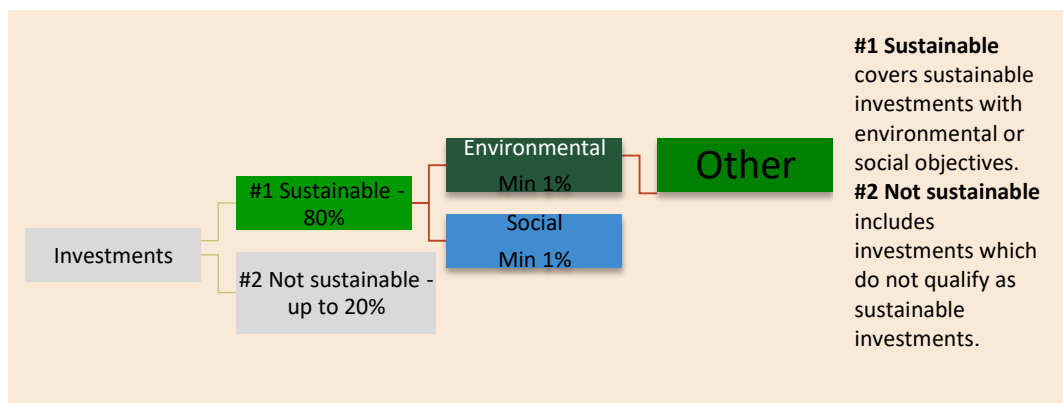 Investments
#1 Sustainable -
80%
#2 Not sustainable -
up to 20%
Environmental
Min 1%
Social
Min 1%
Other
#1 Sustainable
covers sustainable
investments with
environmental or
social objectives.
#2 Not sustainable
includes
investments which
do not qualify as
sustainable
investments.